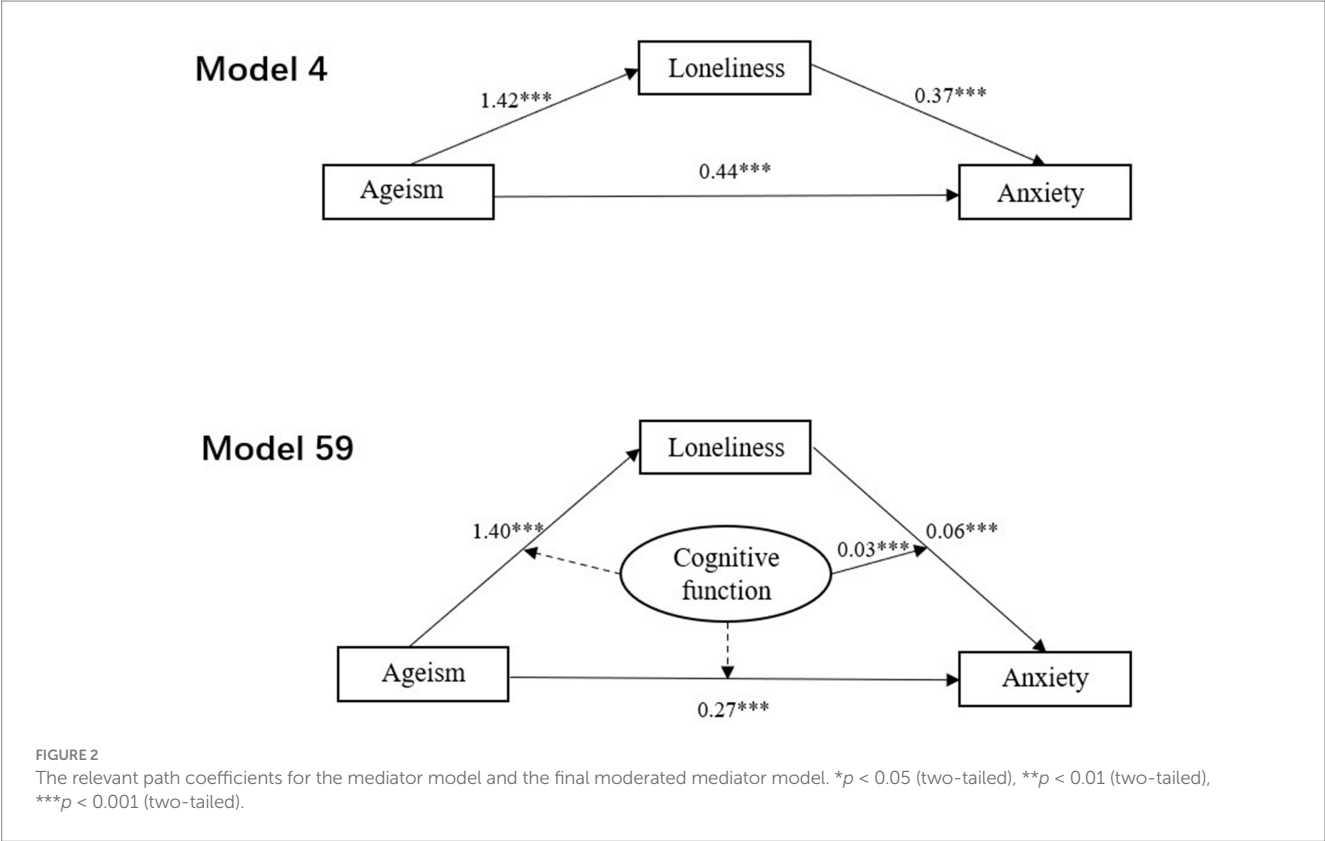 Model 4
Loneliness
1.42***
0.37***
0.44***
Ageism
Anxiety
Model 59
Loneliness
1.40***
0.06***
0.03***
Cognitive
function
Ageism
Anxiety
0.27***
FIGURE 2
The relevant path coefficients for the mediator model and the final moderated mediator model. *p < 0.05 (two-tailed), **p < 0.01 (two-tailed),
***p < 0.001 (two-tailed).